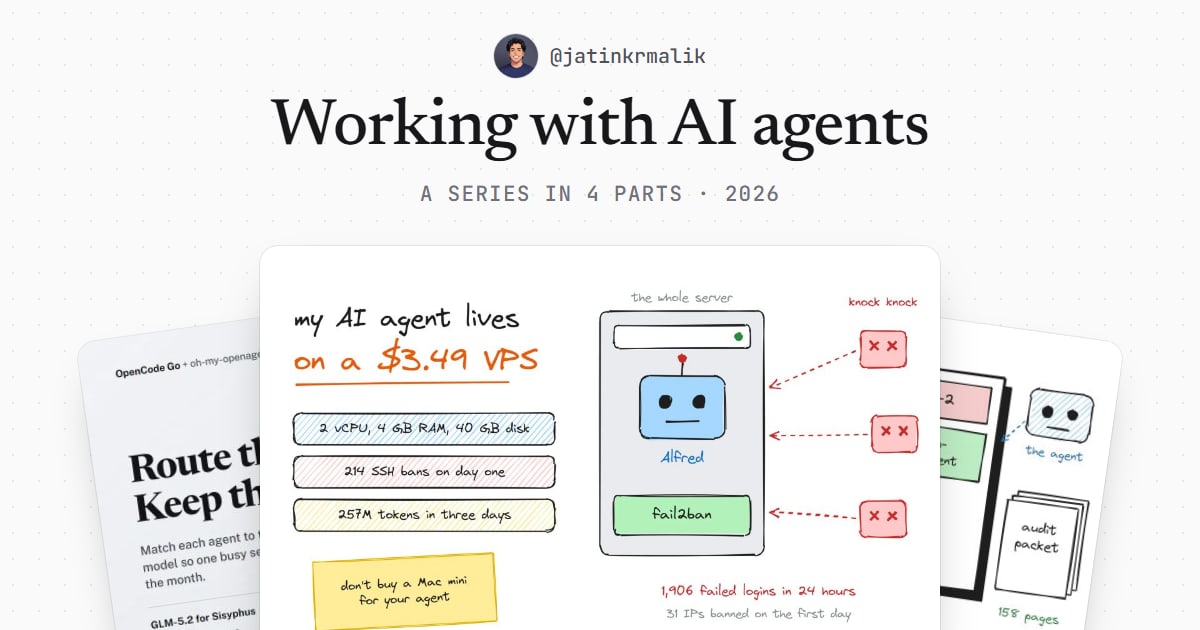 @jatinkrmalik
Working with AI agents
A SERIES IN 4 PARTS · 2026
OpenCode Go + oh-my-openage
Route th
Keep th
Match each agent to
model so one busy se
the month.
GLM-5.2 for Sisyphus
my AI agent lives
on a $3.49 VPS
2 vCPU, 4 GB RAM, 40 GB disk
214 SSH bans on day one
257M tokens in three days
don't buy a Mac mini
for your agent
the whole server
Alfred
fail2ban
knock knock
1,906 failed logins in 24 hours
31 IPs banned on the first day
-2
ent
the agent
audit
packet
158 pages